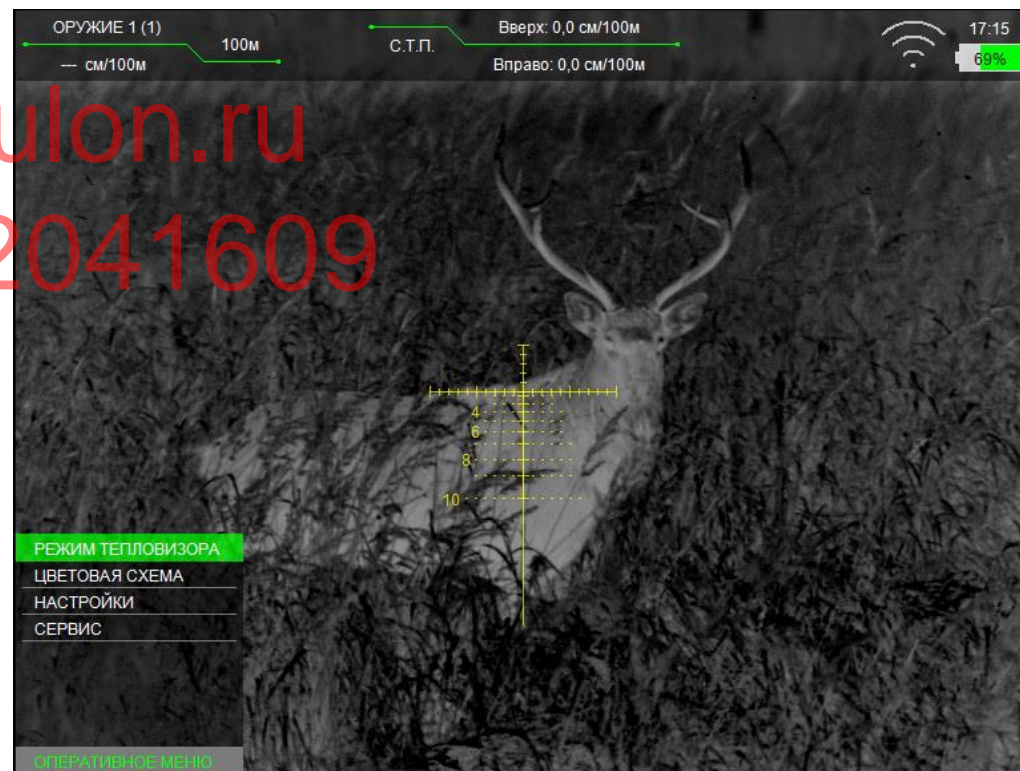 ОРУЖИЕ 1 (1)
100м
--- см/100м
С.Т.П.
Вверх: 0,0 см/100м
Вправо: 0,0 см/100м
17:15
69%
ulon.ru
2041609
4
6
8
10
РЕЖИМ ТЕПЛОВИЗОРА
ЦВЕТОВАЯ СХЕМА
НАСТРОЙКИ
СЕРВИС
ОПЕРАТИВНОЕ МЕНЮ